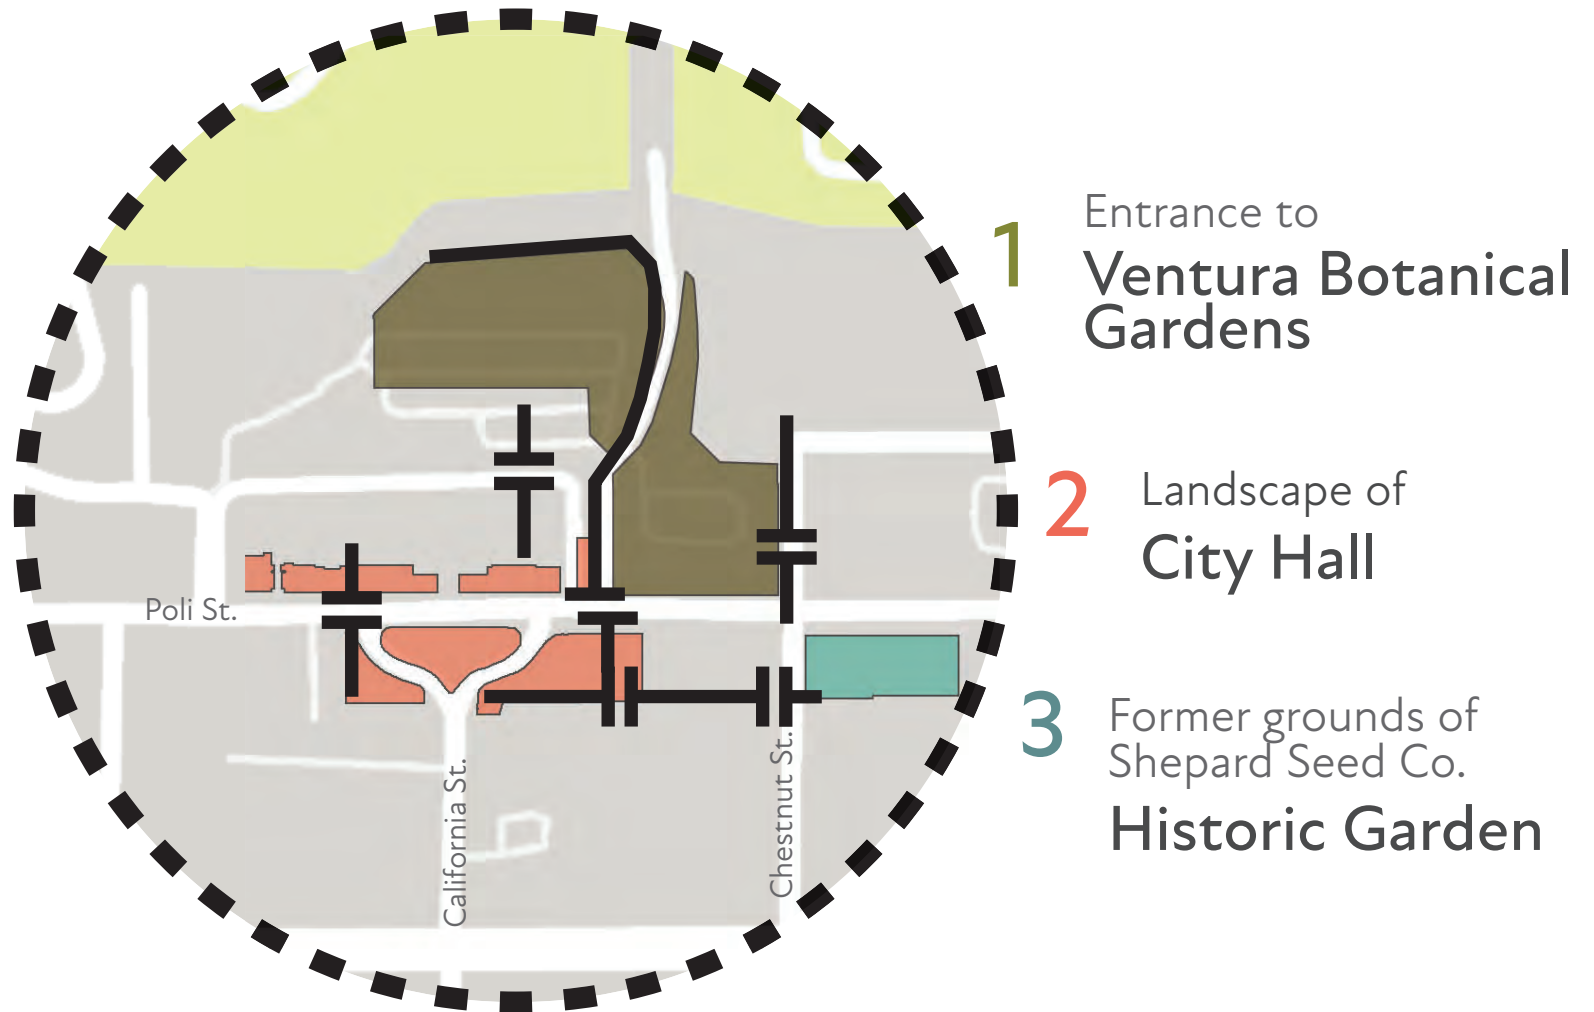 1
Entrance to
Ventura Botanical
Gardens
2
Landscape of
City Hall
Poli St.
3
Former grounds of
Shepard Seed Co.
Historic Garden
California St.
Chestnut St.